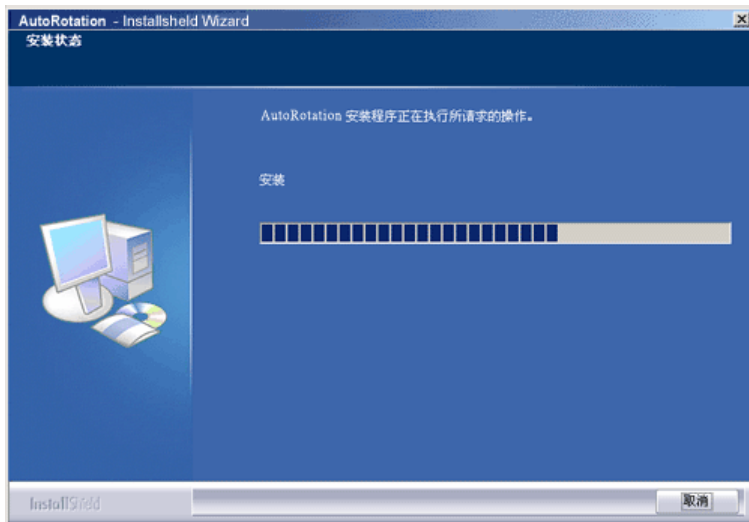 AutoRotation - Installsheld Wizard
安装状态
AutoRotation 安装程序正在执行所请求的操作。
安装
InstallShield
取消